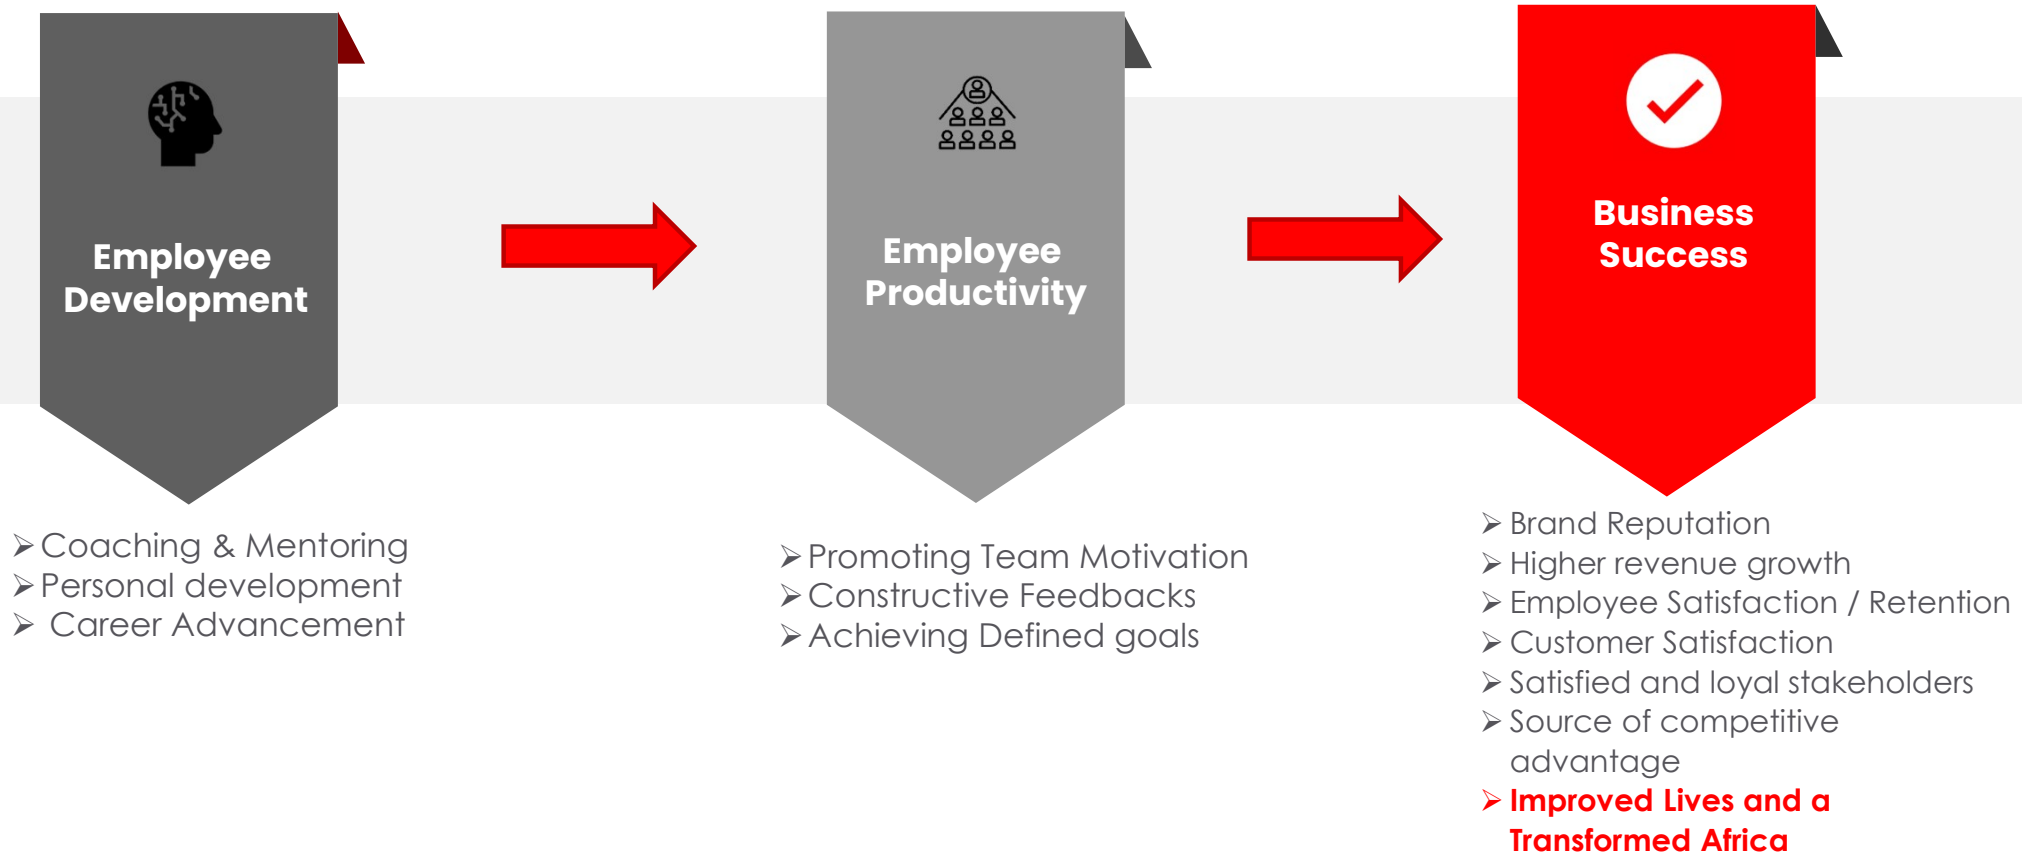 Employee
Development
➢ Coaching & Mentoring
➢ Personal development
➢ Career Advancement
Employee
Productivity
➢ Promoting Team Motivation
➢ Constructive Feedbacks
➢ Achieving Defined goals
Business
Success
➢ Brand Reputation
➢ Higher revenue growth
➢ Employee Satisfaction / Retention
➢ Customer Satisfaction
➢ Satisfied and loyal stakeholders
➢ Source of competitive
advantage
➢ Improved Lives and a
Transformed Africa